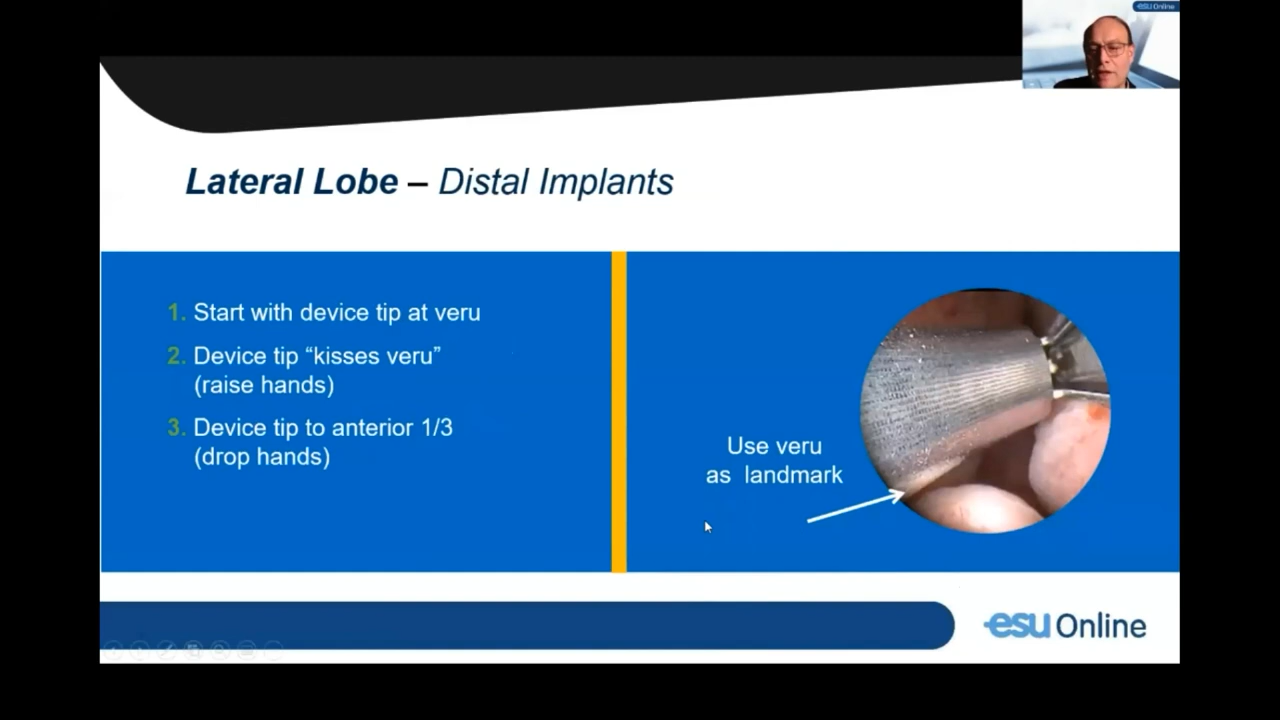 esu Online
Lateral Lobe – Distal Implants
1. Start with device tip at veru
2. Device tip “kisses veru”
(raise hands)
3. Device tip to anterior 1/3
(drop hands)
Use veru
as landmark
esu Online